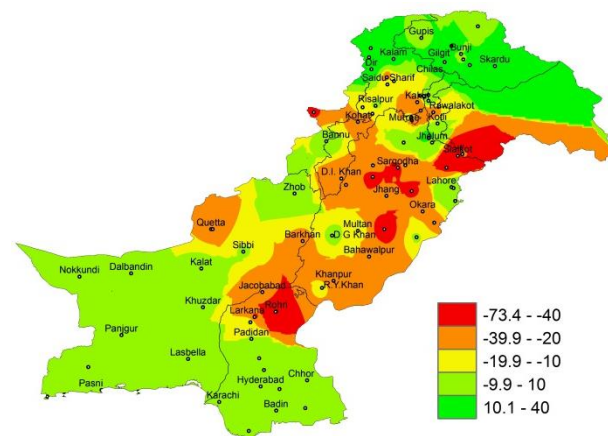 Gupis
Kalam
Gilgit
Bunji
Skardu
Dir
Chilas
Saidu Sharif
Risalpur
Kakul
Rawalakot
Kohat
Murree
Kotli
Bannu
Jhelum
Sialkot
D.I. Khan
Sargodha
Zhob
Lahore
Jhang
Okara
Quetta
Barkhan
Multan
D G Khan
Sibbi
Bahawalpur
Nokkundi
Dalbandin
Kalat
Khanpur
Jacobabad
R.Y.Khan
Khuzdar
Larkana
Rohri
Panjgur
Padidan
Lasbella
Pasni
Hyderabad
Chhor
Karachi
Badin
-73.4 - -40
-39.9 - -20
-19.9 - -10
-9.9 - 10
10.1 - 40